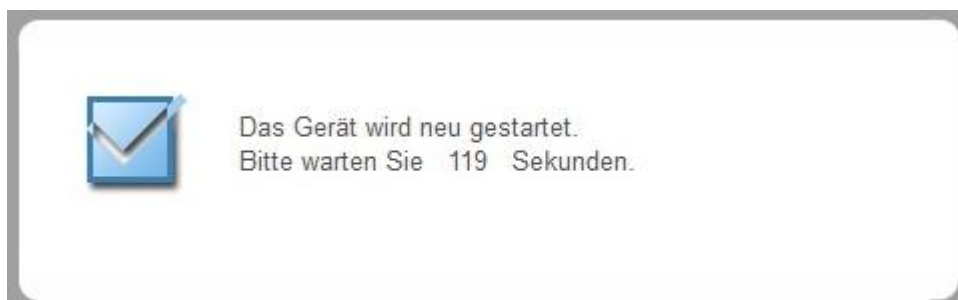 Das Gerät wird neu gestartet.
Bitte warten Sie 119 Sekunden.